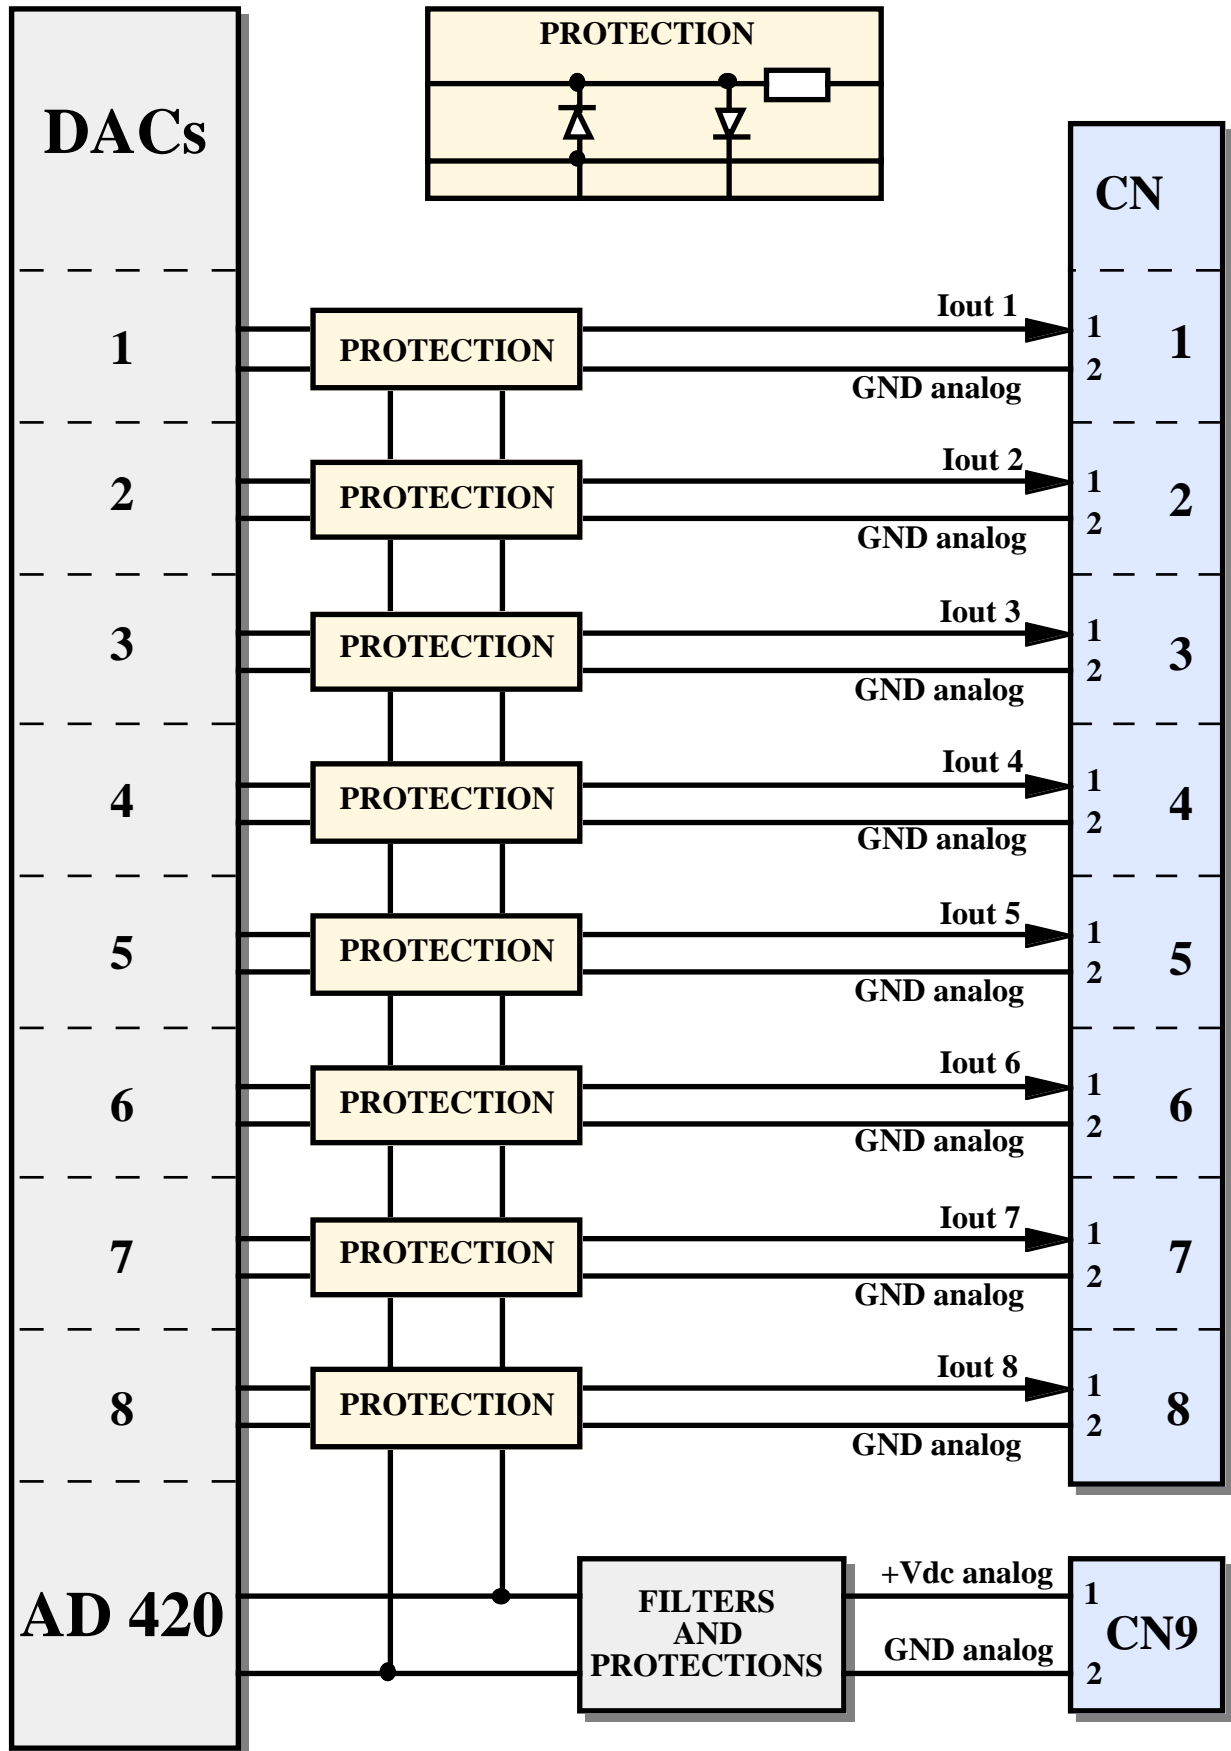 PROTECTION
DACs
CN
Iout 1
1
PROTECTION
1
1
2
GND analog
Iout 2
2
PROTECTION
1
2
2
GND analog
Iout 3
3
PROTECTION
1
3
2
GND analog
Iout 4
4
PROTECTION
1
4
2
GND analog
Iout 5
5
PROTECTION
1
5
2
GND analog
Iout 6
6
PROTECTION
1
6
2
GND analog
Iout 7
7
PROTECTION
1
7
2
GND analog
Iout 8
8
PROTECTION
1
8
2
GND analog
AD 420
FILTERS
AND
PROTECTIONS
+Vdc analog
1
CN9
GND analog
2